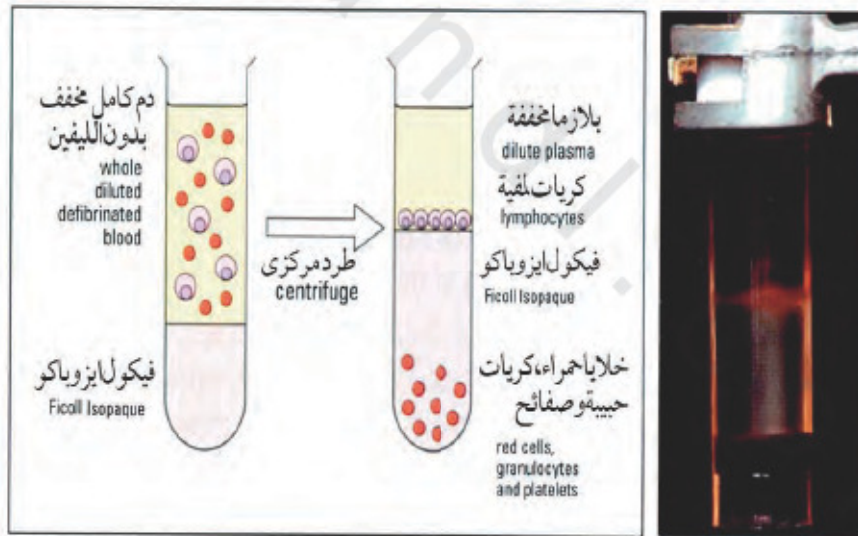 دم كامل مخفف
بدون الليفين
whole
diluted
defibrinated
blood
فيكول ايزوباكو
Ficoll Isopaque
طرد مركزى
centrifuge
بلازما مخففة
dilute plasma
كريات لمفية
lymphocytes
فيكول ايزوباكو
Ficoll Isopaque
خلايا حمراء، كريات
حبيبة وصفائح
red cells,
granulocytes
and platelets